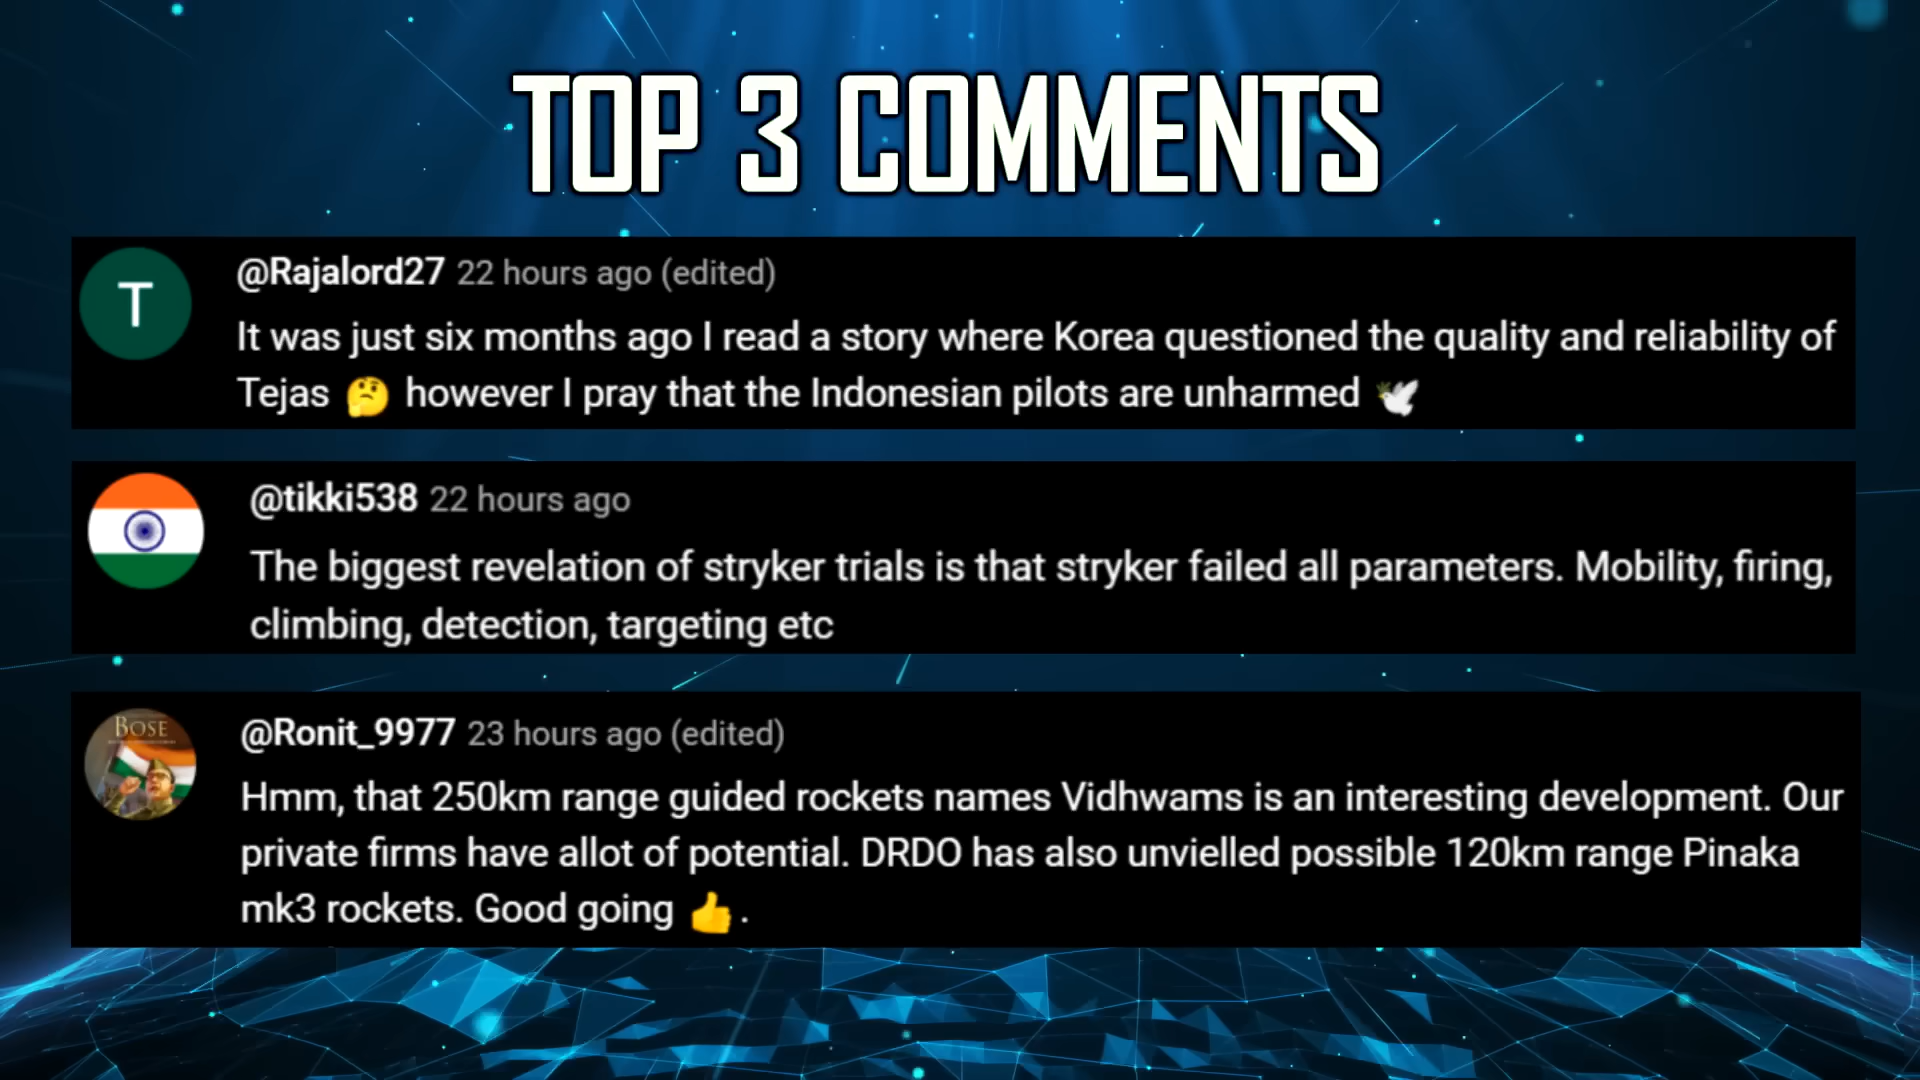 TOP 3 COMMENTS
T
@Rajalord27 22 hours ago (edited)
It was just six months ago I read a story where Korea questioned the quality and reliability of
Tejas 🤔 however I pray that the Indonesian pilots are unharmed 🕊
@tikki538 22 hours ago
The biggest revelation of stryker trials is that stryker failed all parameters. Mobility, firing,
climbing, detection, targeting etc
BOSE
@Ronit_9977 23 hours ago (edited)
Hmm, that 250km range guided rockets names Vidhwams is an interesting development. Our
private firms have allot of potential. DRDO has also unvielled possible 120km range Pinaka
mk3 rockets. Good going 👍.